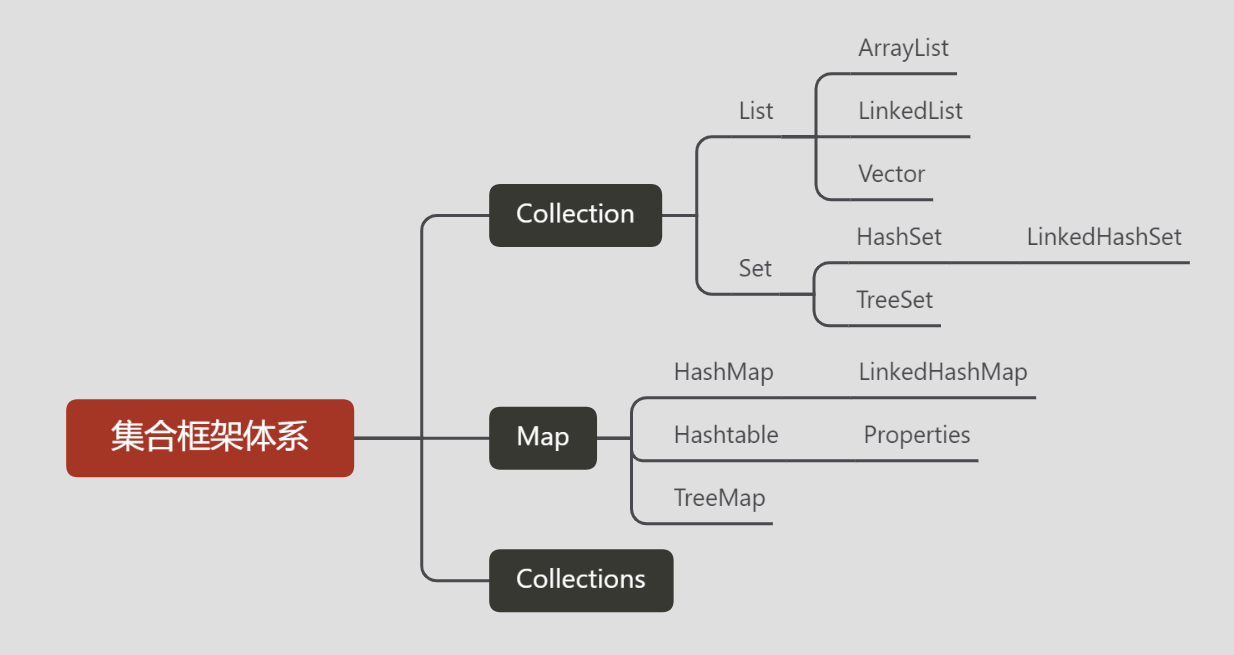 集合框架体系
Collection
List
ArrayList
LinkedList
Vector
Set
HashSet
LinkedHashSet
TreeSet
Map
HashMap
LinkedHashMap
Hashtable
Properties
TreeMap
Collections